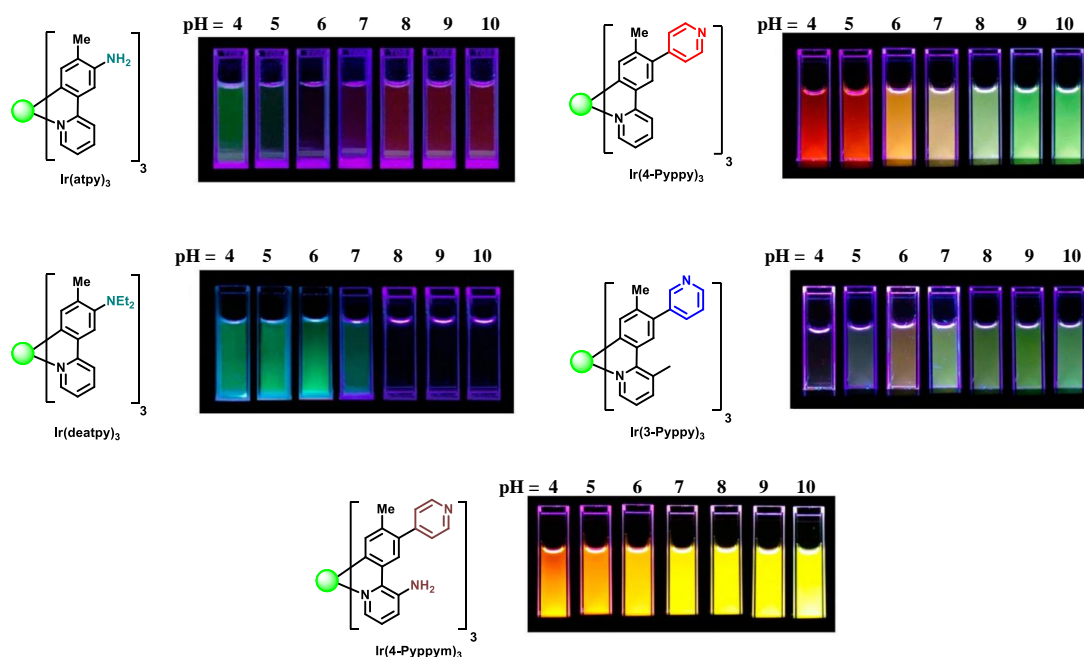 pH = 4 5 6 7 8 9 10
Me
NH₂
N
3
Ir(atpy)₃
pH = 4 5 6 7 8 9 10
Me
N
N
3
Ir(4-Pyppy)₃
pH = 4 5 6 7 8 9 10
Me
NEt₂
N
3
Ir(deatpy)₃
pH = 4 5 6 7 8 9 10
Me
N
N
3
Ir(3-Pyppy)₃
pH = 4 5 6 7 8 9 10
Me
N
NH₂
N
3
Ir(4-Pyppym)₃